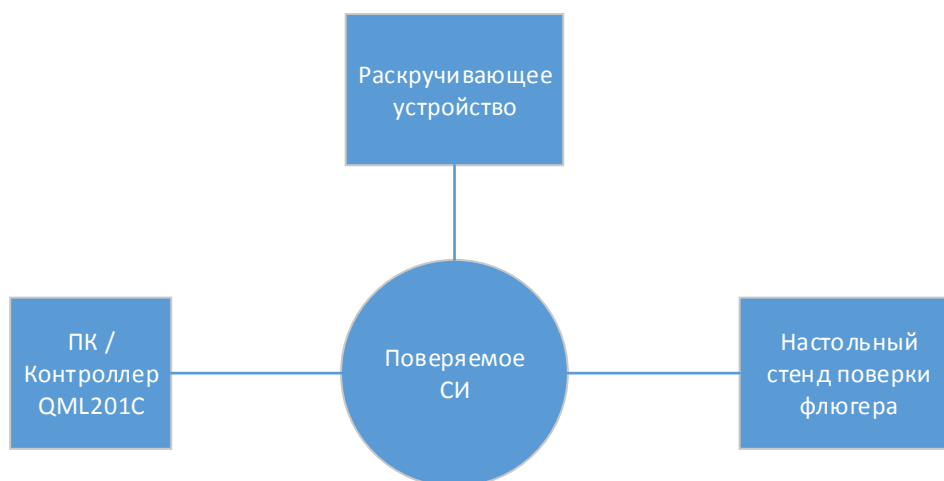 Раскручивающее
устройство
ПК /
Контроллер
QML201C
Поверяемое
СИ
Настольный
стенд поверки
флюгера